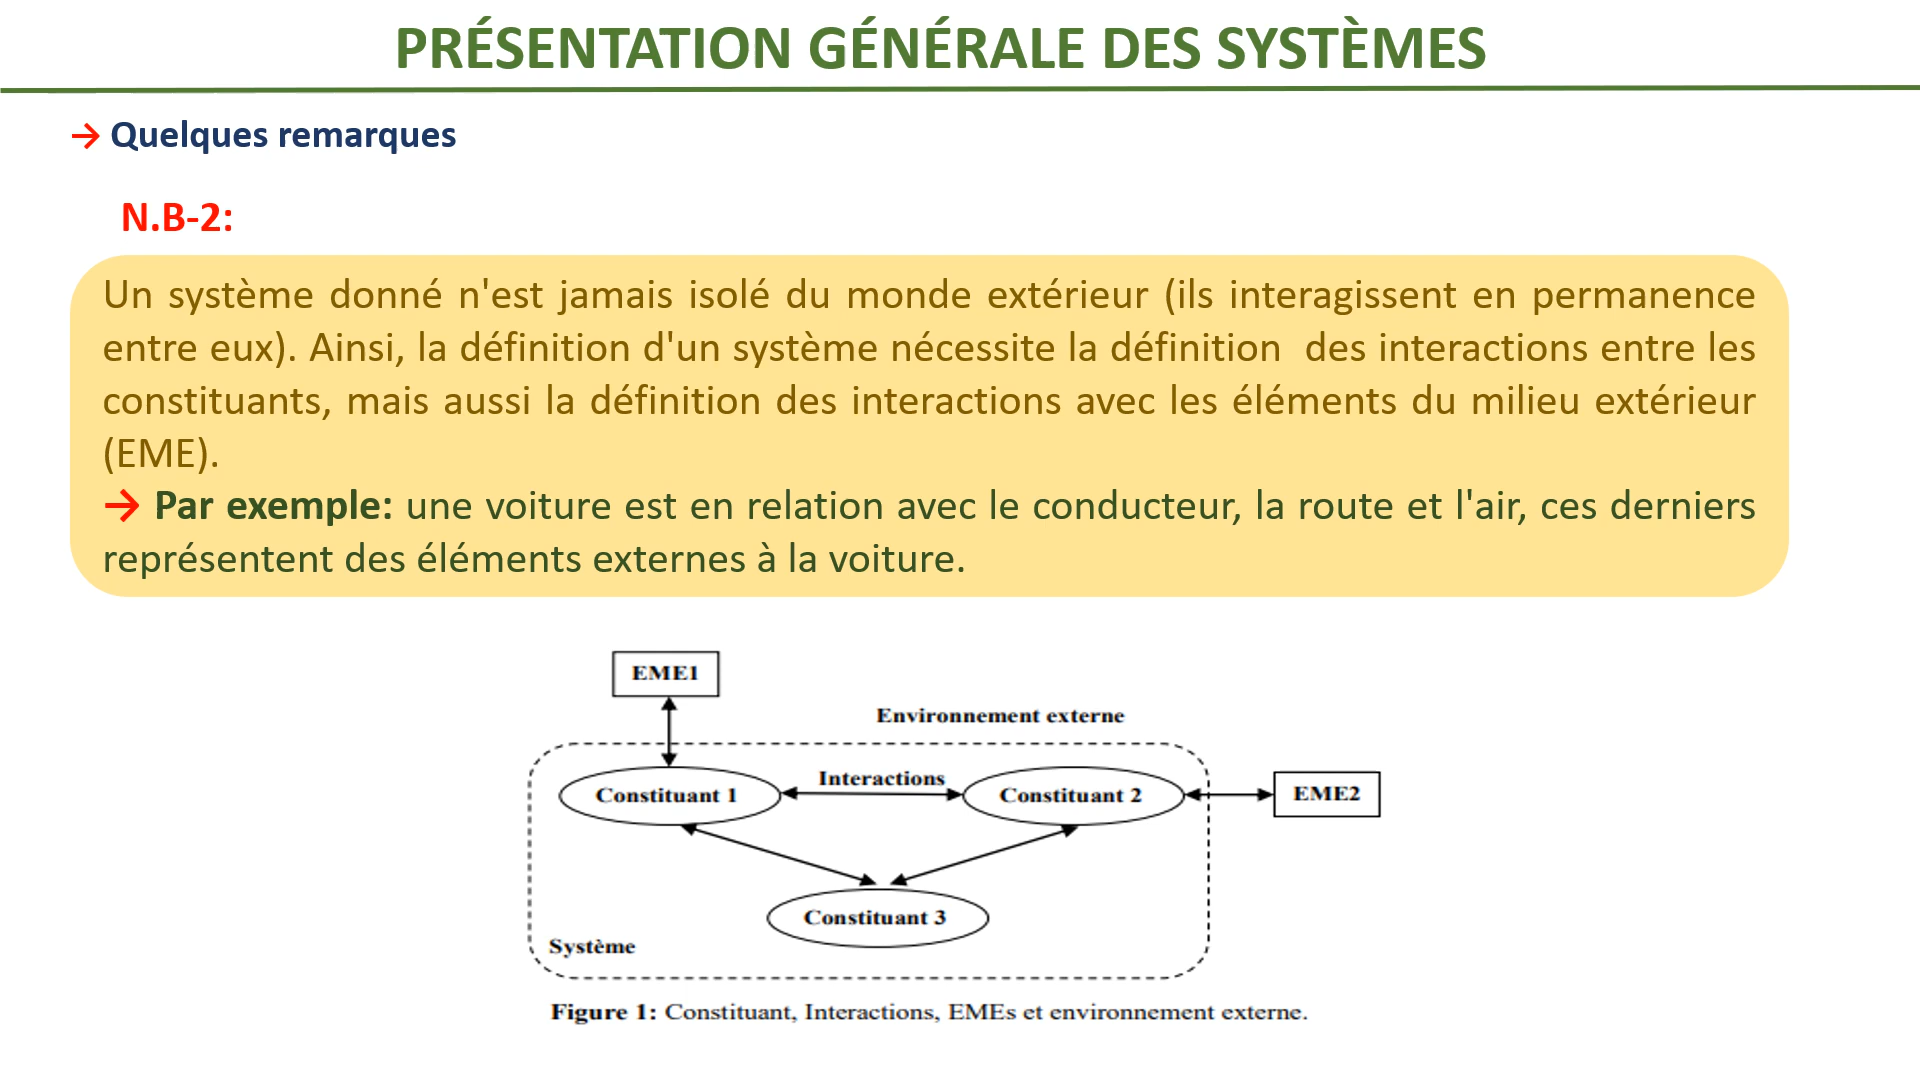 PRÉSENTATION GÉNÉRALE DES SYSTÈMES
→ Quelques remarques
N.B-2:
Un système donné n'est jamais isolé du monde extérieur (ils interagissent en permanence
entre eux). Ainsi, la définition d'un système nécessite la définition des interactions entre les
constituants, mais aussi la définition des interactions avec les éléments du milieu extérieur
(EME).
→ Par exemple: une voiture est en relation avec le conducteur, la route et l'air, ces derniers
représentent des éléments externes à la voiture.
EME1
Environnement externe
Interactions
Constituant 1
Constituant 2
EME2
Constituant 3
Système
Figure 1: Constituant, Interactions, EMEs et environnement externe.